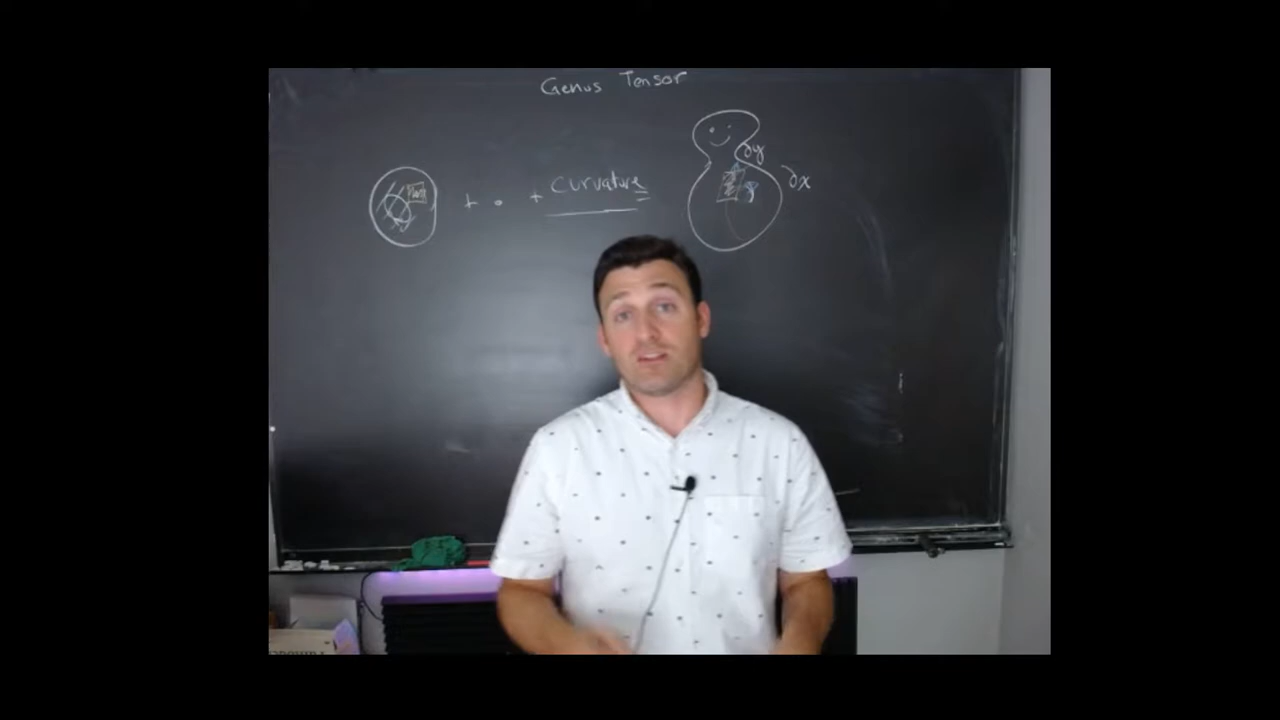 Genus Tensor
+ · + Curvature
∂y
∂x